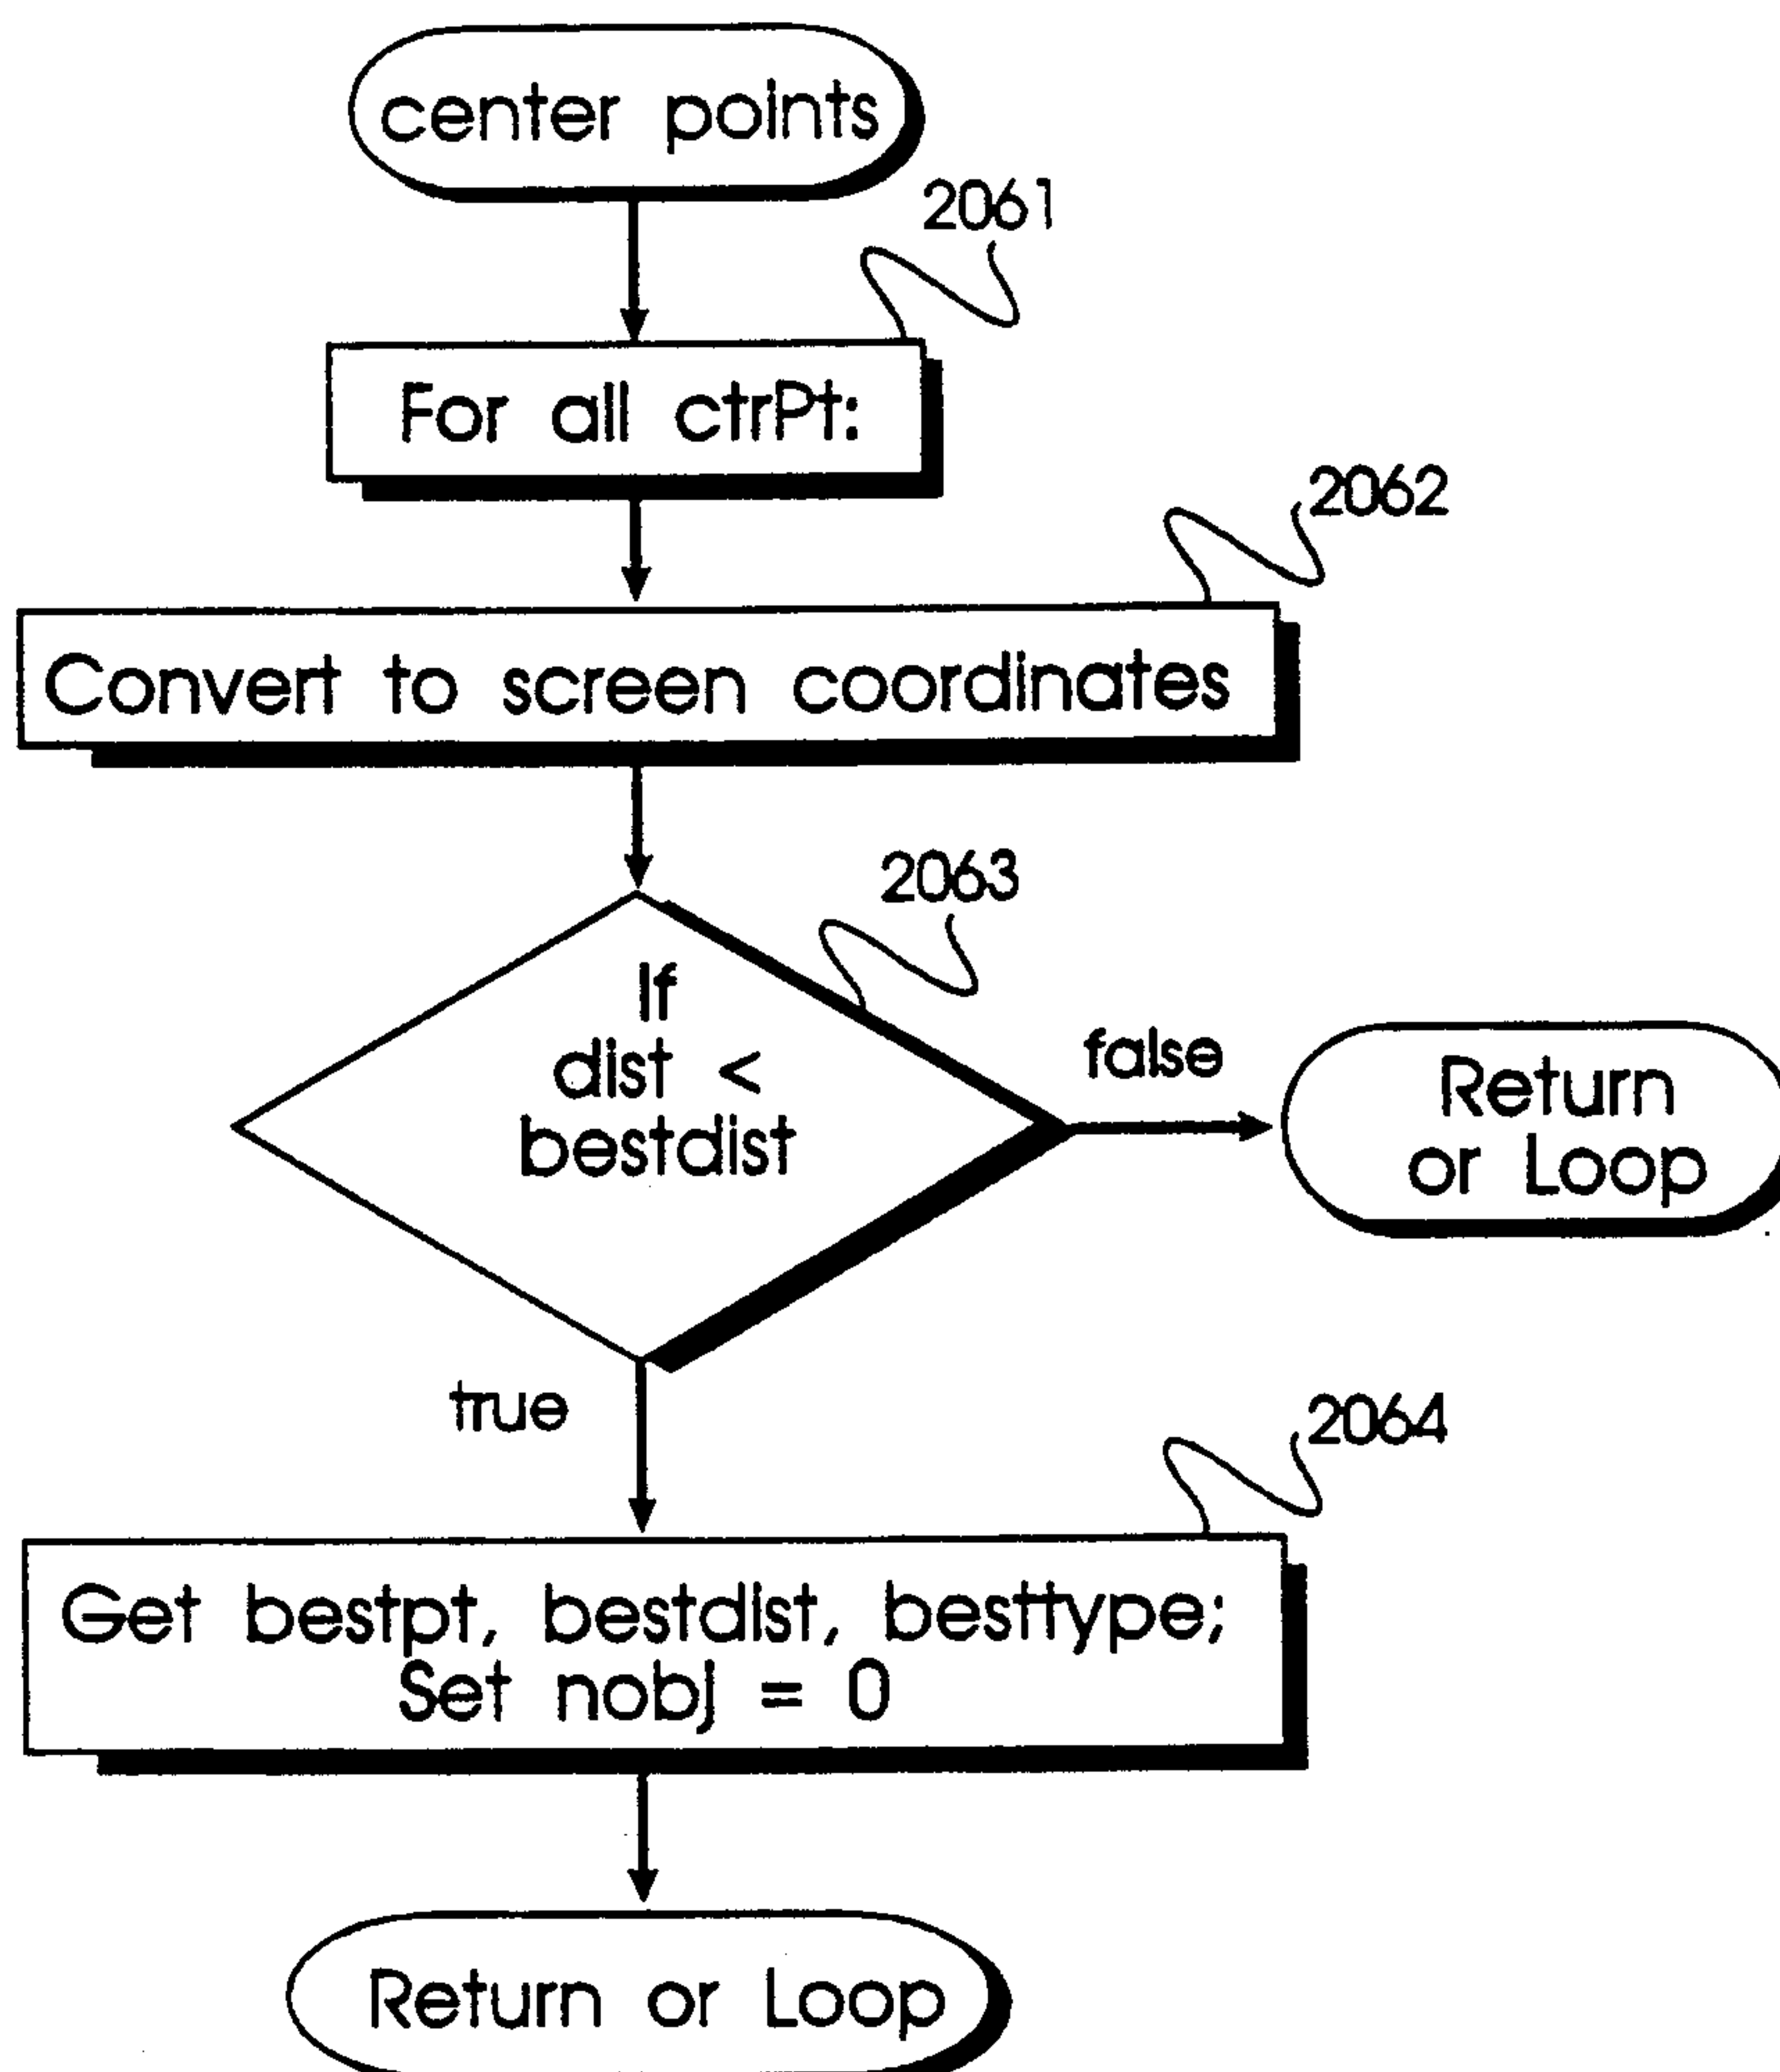 center points
2061
For all ctrPt:
2062
Convert to screen coordinates
2063
If
dist <
bestdist
false
Return
or Loop
true
2064
Get bestpt, bestdist, besttype;
Set nobj = 0
Return or Loop